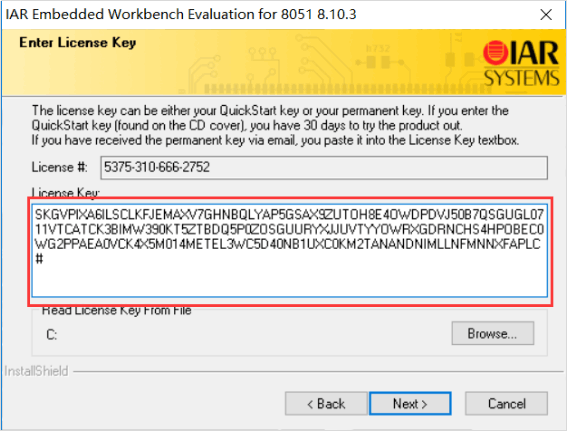 IAR Embedded Workbench Evaluation for 8051 8.10.3
Enter License Key
IAR
SYSTEMS
The license key can be either your QuickStart key or your permanent key. If you enter the
QuickStart key (found on the CD cover), you have 30 days to try the product out.
If you have received the permanent key via email, you paste it into the License Key textbox.
License #: 5375-310-666-2752
License Key:
SKGVPIXA6ILSCLKFJEMAXV7GHNBQLYAP5GSAX9ZUTOH8E4OWDPDVJ50B7QSGUGL07
11VTCATCK3BIMW390KT5ZTBDQ5P0ZOSGUURYXJJUVTYYOWRXGDRNCHS4HPOBEC0
WG2PPAEA0VCK4X5M014METEL3WC5D40NB1UXC0KM2TANANDNIMLLNFMNNXFAPLC
#
Read License Key From File
C:
Browse...
InstallShield
< Back
Next >
Cancel